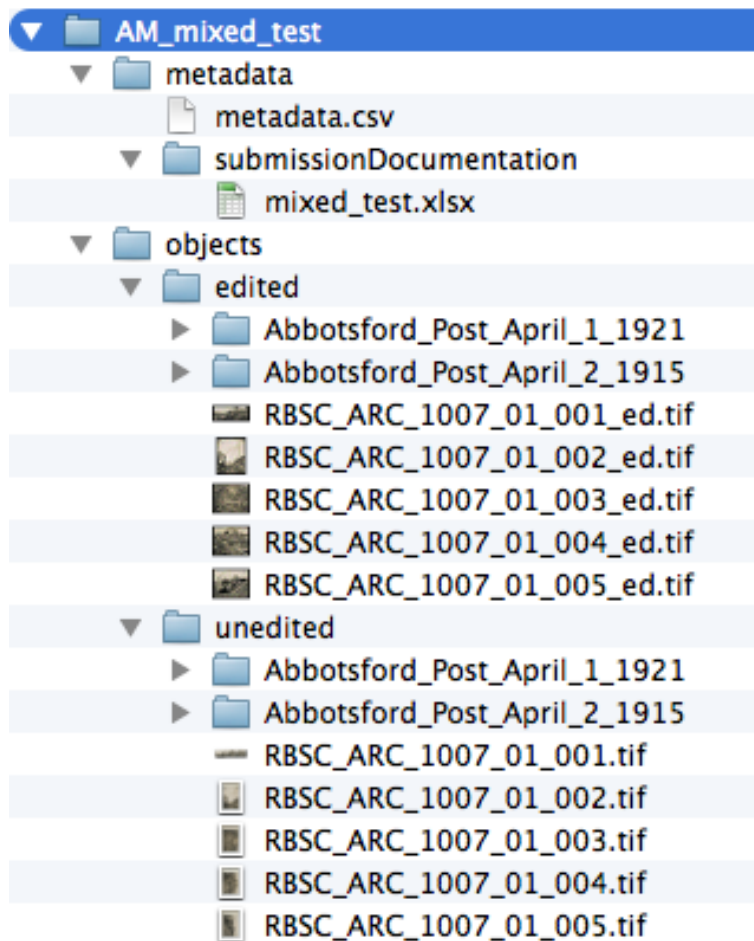 AM_mixed_test
metadata
metadata.csv
submissionDocumentation
mixed_test.xlsx
objects
edited
Abbotsford_Post_April_1_1921
Abbotsford_Post_April_2_1915
RBSC_ARC_1007_01_001_ed.tif
RBSC_ARC_1007_01_002_ed.tif
RBSC_ARC_1007_01_003_ed.tif
RBSC_ARC_1007_01_004_ed.tif
RBSC_ARC_1007_01_005_ed.tif
unedited
Abbotsford_Post_April_1_1921
Abbotsford_Post_April_2_1915
RBSC_ARC_1007_01_001.tif
RBSC_ARC_1007_01_002.tif
RBSC_ARC_1007_01_003.tif
RBSC_ARC_1007_01_004.tif
RBSC_ARC_1007_01_005.tif